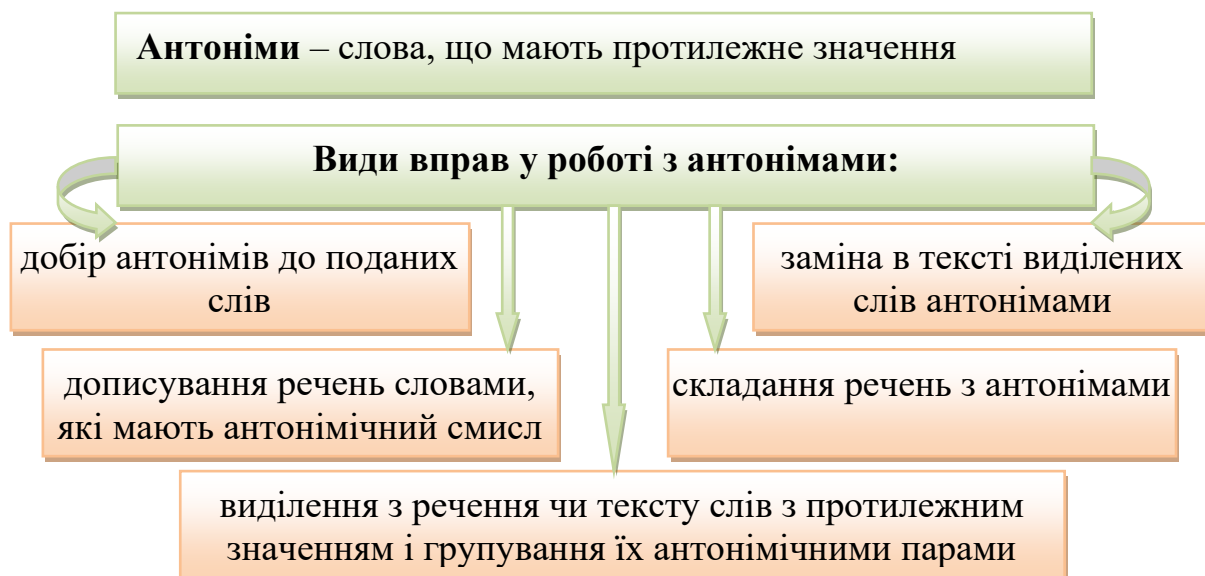 Антоніми – слова, що мають протилежне значення
Види вправ у роботі з антонімами:
добір антонімів до поданих
слів
заміна в тексті виділених
слів антонімами
дописування речень словами,
які мають антонімічний смисл
складання речень з антонімами
виділення з речення чи тексту слів з протилежним
значенням і групування їх антонімічними парами